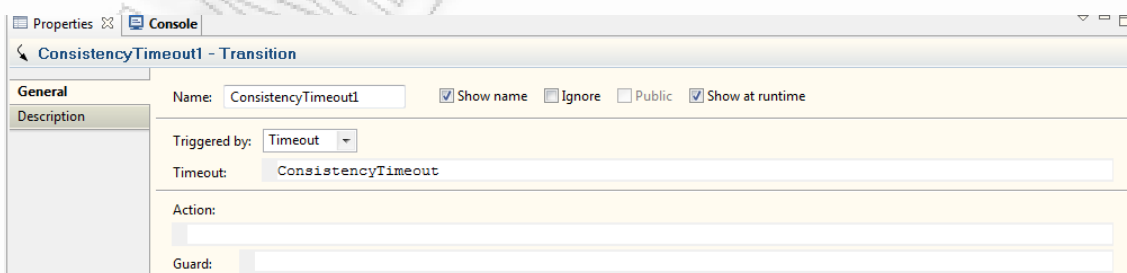 Properties Console
ConsistencyTimeout1 - Transition
General
Name: ConsistencyTimeout1 Show name Ignore Public Show at runtime
Description
Triggered by: Timeout
Timeout: ConsistencyTimeout
Action:
Guard: